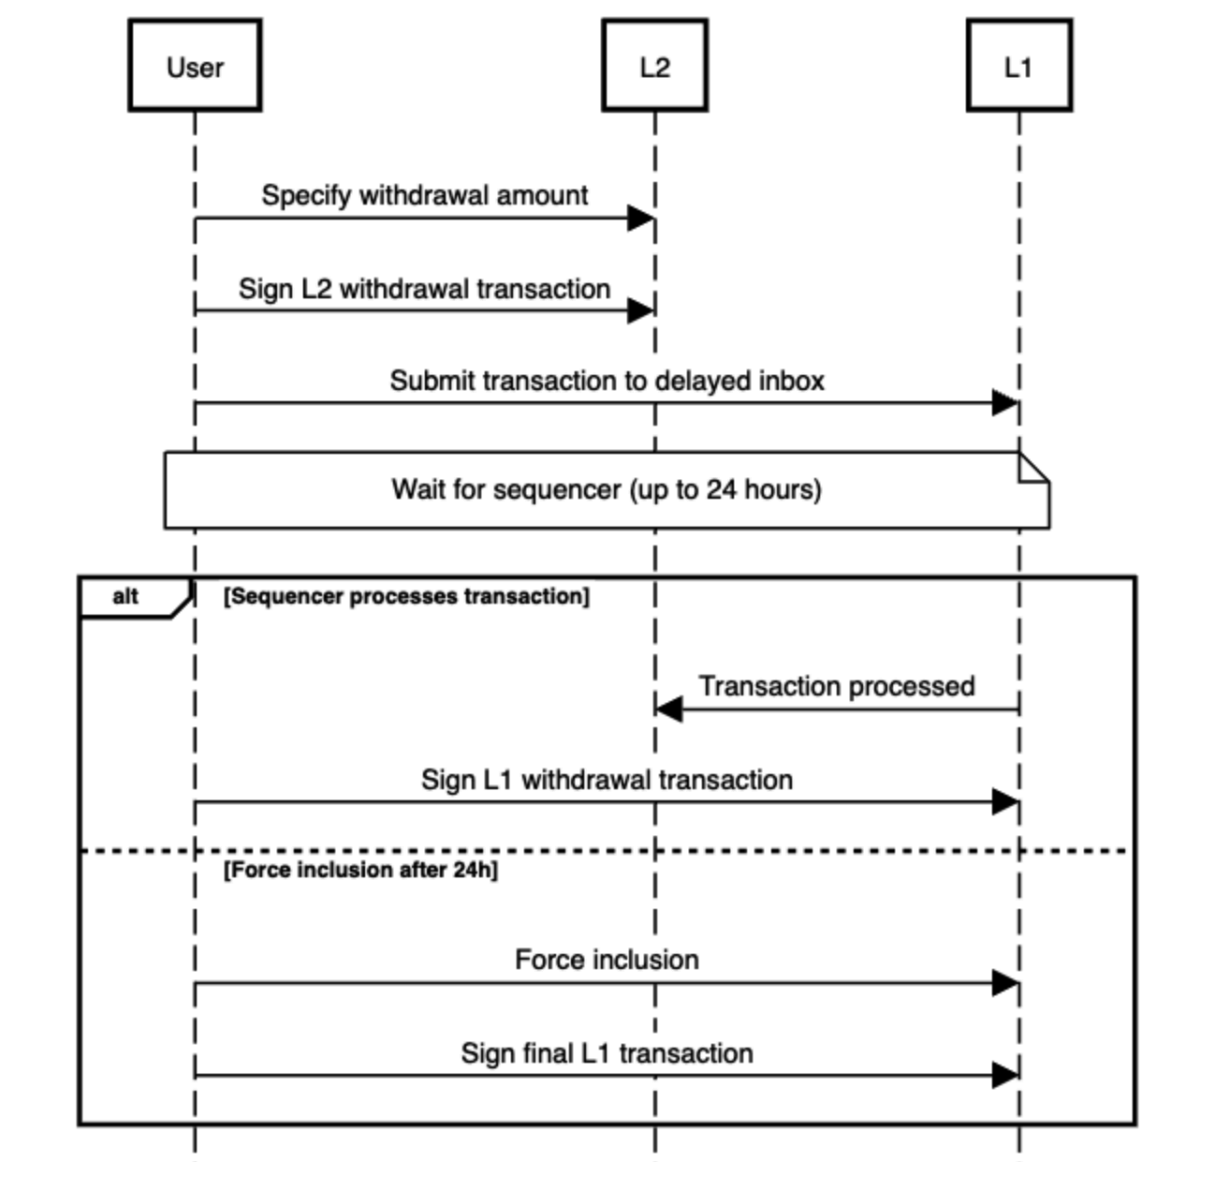 User
L2
L1
Specify withdrawal amount
Sign L2 withdrawal transaction
Submit transaction to delayed inbox
Wait for sequencer (up to 24 hours)
alt
[Sequencer processes transaction]
Transaction processed
Sign L1 withdrawal transaction
[Force inclusion after 24h]
Force inclusion
Sign final L1 transaction